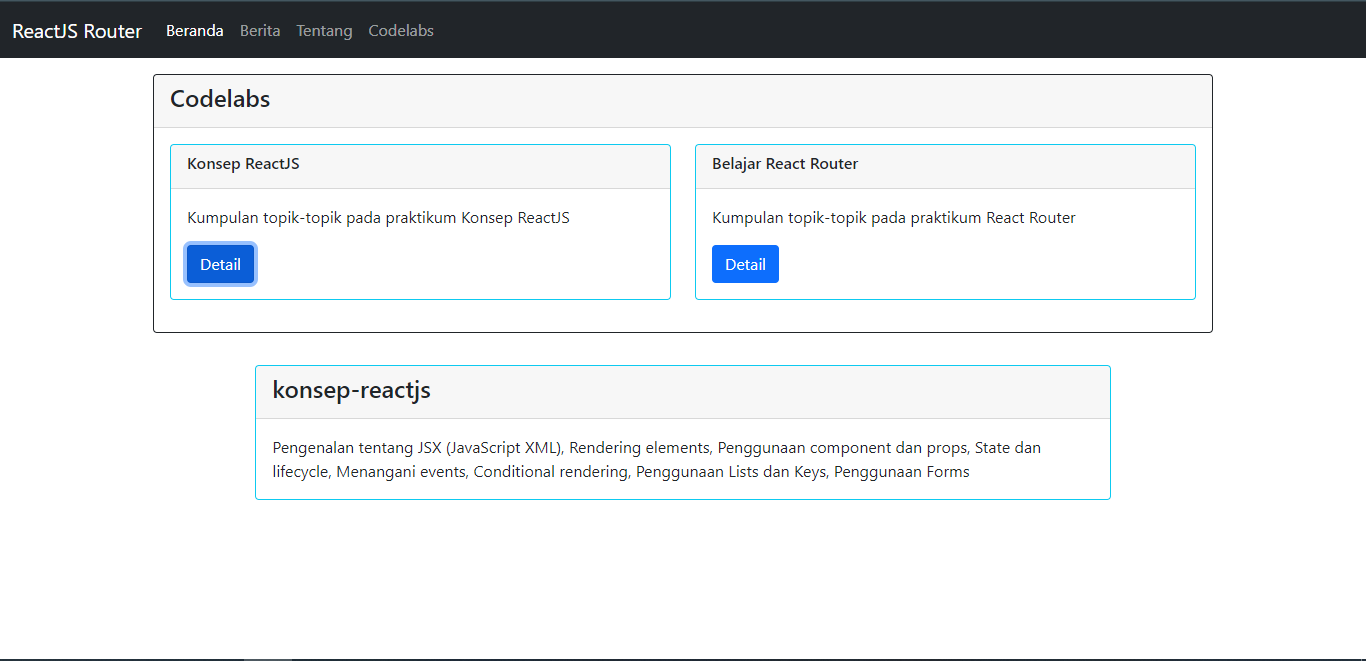 ReactJS Router Beranda Berita Tentang Codelabs
Codelabs
Konsep ReactJS
Kumpulan topik-topik pada praktikum Konsep ReactJS
Detail
Belajar React Router
Kumpulan topik-topik pada praktikum React Router
Detail
konsep-reactjs
Pengenalan tentang JSX (JavaScript XML), Rendering elements, Penggunaan component dan props, State dan
lifecycle, Menangani events, Conditional rendering, Penggunaan Lists dan Keys, Penggunaan Forms